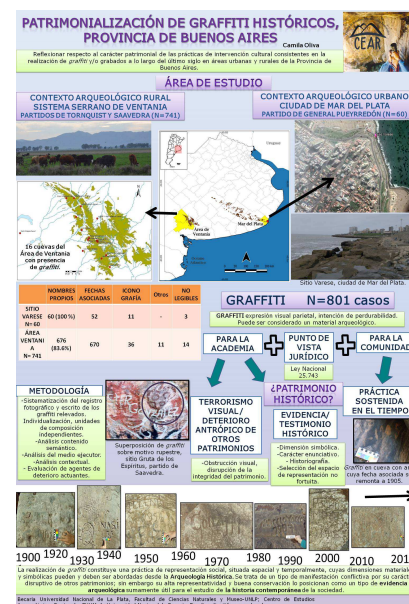 PATRIMONIALIZACIÓN DE GRAFFITI HISTÓRICOS,
PROVINCIA DE BUENOS AIRES
Camila Oliva
CEAR
Reflexionar respecto al carácter patrimonial de las prácticas de intervención cultural consistentes en la
realización de graffiti y/o grabados a lo largo del último siglo en áreas urbanas y rurales de la Provincia de
Buenos Aires.
ÁREA DE ESTUDIO
CONTEXTO ARQUEOLÓGICO RURAL
SISTEMA SERRANO DE VENTANIA
PARTIDOS DE TORNQUIST Y SAAVEDRA (N=741)
CONTEXTO ARQUEOLÓGICO URBANO
CIUDAD DE MAR DEL PLATA
PARTIDO DE GENERAL PUEYRREDÓN (N=60)
Área de
Ventania
Mar del Plata
16 cuevas del
Área de Ventania
con presencia
de graffiti.
Sitio Varese, ciudad de Mar del Plata.
NOMBRES PROPIOS FECHAS ASOCIADAS ICONO GRAFÍA Otros NO LEGIBLES
SITIO VARESE N= 60 60 (100 %) 52 11 - 3
ÁREA VENTANI A N= 741 676 (83.6%) 670 36 11 14
GRAFFITI N=801 casos
GRAFFITI expresión visual parietal, intención de perdurabilidad.
Puede ser considerado un material arqueológico.
PARA LA
ACADEMIA
PUNTO DE
VISTA
JURÍDICO
PARA LA
COMUNIDAD
Ley Nacional
25.743
METODOLOGÍA
-Sistematización del registro
fotográfico y escrito de los
graffiti relevados.
Individualización, unidades
de composición
independientes.
-Análisis contenido
semántico.
-Análisis del medio ejecutor.
-Análisis contextual.
- Evaluación de agentes de
deterioro actuantes.
Superposición de graffiti
sobre motivo rupestre,
sitio Gruta de los
Espíritus, partido de
Saavedra.
TERRORISMO
VISUAL/
DETERIORO
ANTRÓPICO DE
OTROS
PATRIMONIOS
-Obstrucción visual,
disrupción de la
integridad del patrimonio.
¿PATRIMONIO
HISTÓRICO?
EVIDENCIA/
TESTIMONIO
HISTÓRICO
-Dimensión simbólica.
-Carácter enunciativo.
- Historiografía.
-Selección del espacio
de representación no
fortuita.
PRÁCTICA
SOSTENIDA
EN EL TIEMPO
Graffiti en cueva con
cuya fecha asociada se
remonta a 1905.
1900 1920 1930 1940 1950 1960 1970 1980 1990 2000 2010
La realización de graffiti constituye una práctica de representación social, situada espacial y temporalmente, cuyas dimensiones materiales
y simbólicas pueden y deben ser abordadas desde la Arqueología Histórica. Se trata de un tipo de manifestación conflictiva por su carácter
disruptivo de otros patrimonios; sin embargo su alta representatividad y buena conservación lo posicionan como un tipo de evidencia
arqueológica sumamente útil para el estudio de la historia contemporánea de la sociedad.
Becaria Universidad Nacional de La Plata, Facultad de Ciencias Naturales y Museo-UNLP; Centro de Estudios